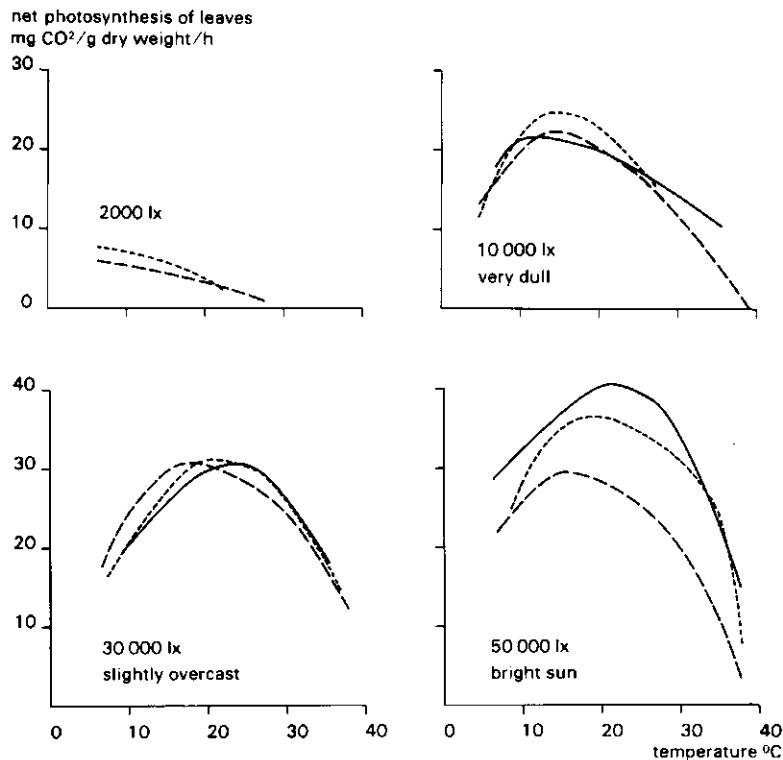 net photosynthesis of leaves
mg CO²/g dry weight/h
30
20
10
0
2000 lx
10 000 lx
very dull
40
30
20
10
30 000 lx
slightly overcast
50 000 lx
bright sun
0 10 20 30 40
0 10 20 30 40
temperature ⁰C